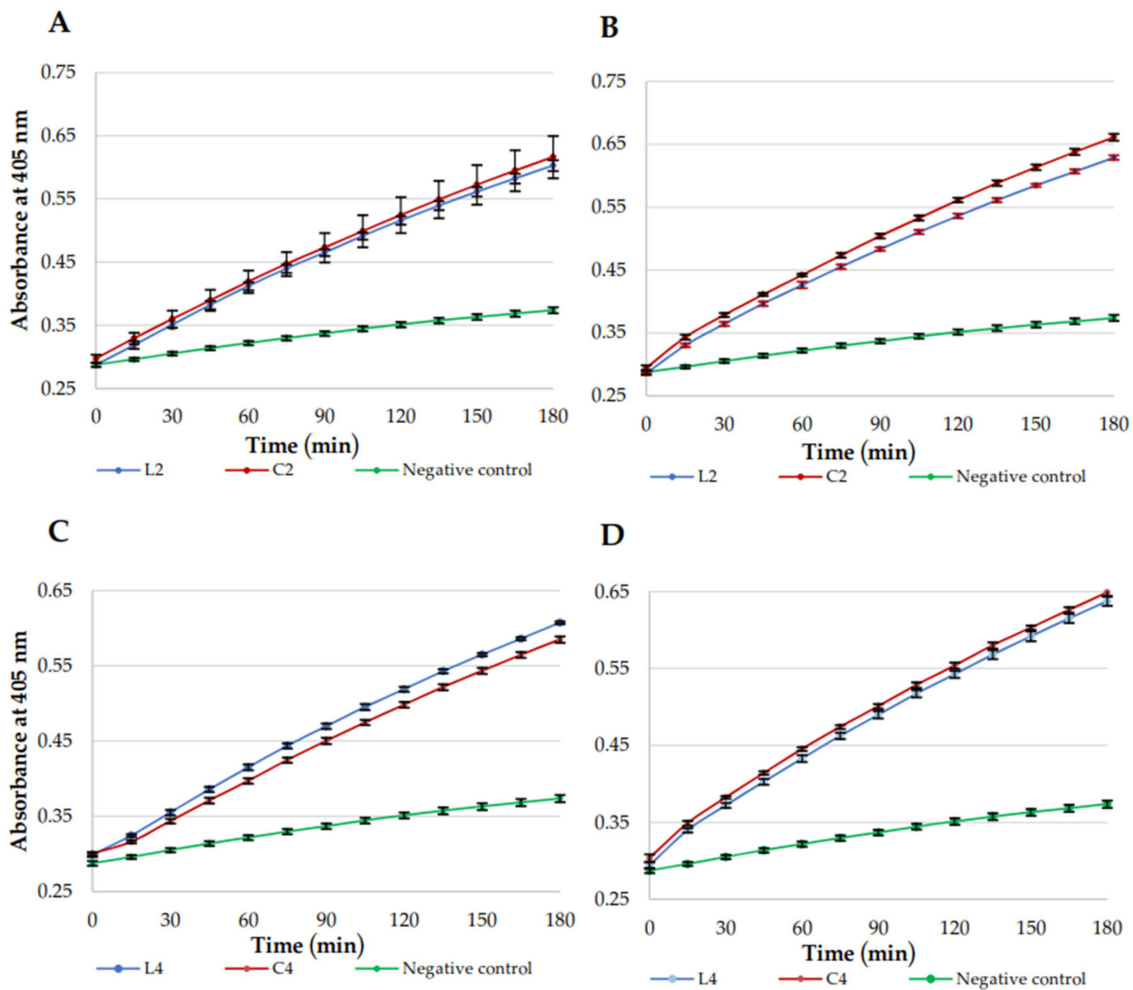 A
Absorbance at 405 nm
0.75
0.65
0.55
0.45
0.35
0.25
0 30 60 90 120 150 180
Time (min)
L2 C2 Negative control
B
0.75
0.65
0.55
0.45
0.35
0.25
0 30 60 90 120 150 180
Time (min)
L2 C2 Negative control
C
Absorbance at 405 nm
0.65
0.55
0.45
0.35
0.25
0 30 60 90 120 150 180
Time (min)
L4 C4 Negative control
D
0.65
0.55
0.45
0.35
0.25
0 30 60 90 120 150 180
Time (min)
L4 C4 Negative control